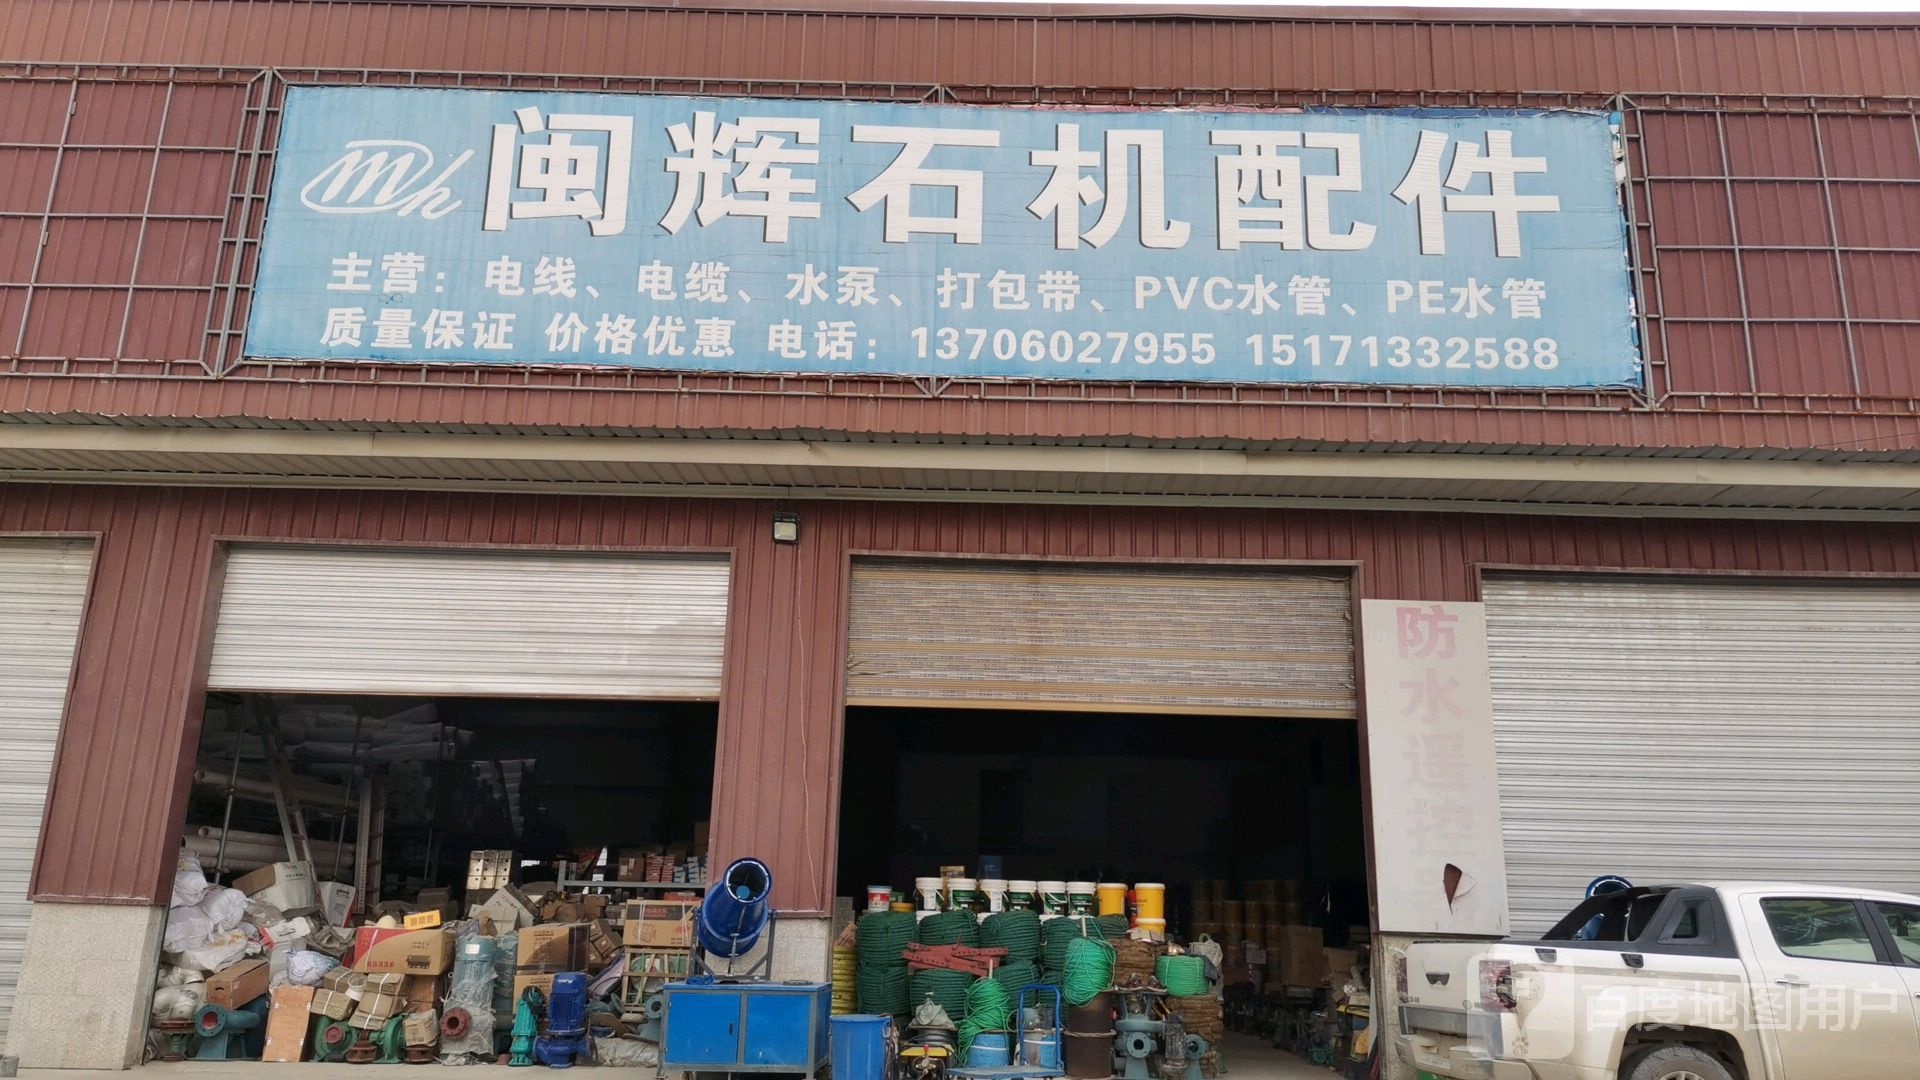 mh 闽辉石机配件
主营：电线、电缆、水泵、打包带、PVC水管、PE水管
质量保证 价格优惠 电话：13706027955 15171332588
防水遥控
百度地图用户